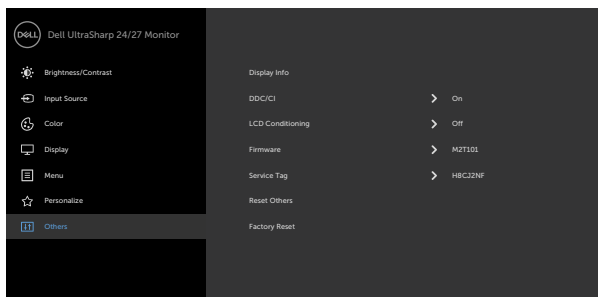 DELL Dell UltraSharp 24/27 Monitor
Brightness/Contrast
Input Source
Color
Display
Menu
Personalize
Others
Display Info
DDC/CI > On
LCD Conditioning > Off
Firmware > M2T101
Service Tag > H8CJ2NF
Reset Others
Factory Reset